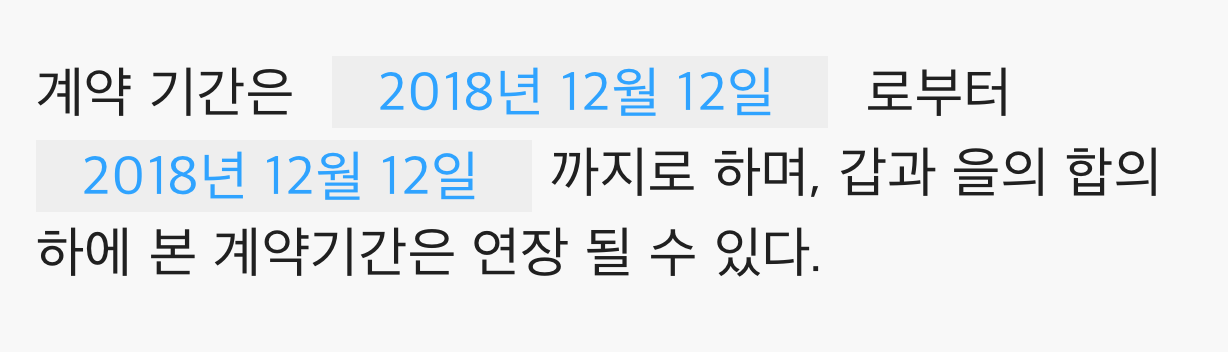 계약 기간은 2018년 12월 12일 로부터
2018년 12월 12일 까지로 하며, 갑과 을의 합의
하에 본 계약기간은 연장 될 수 있다.